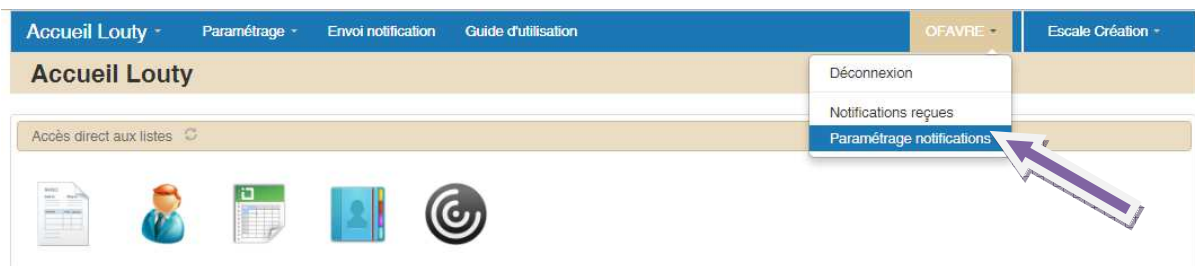 Accueil Louty Paramétrage Envoi notification Guide d'utilisation OFAVRE Escale Création
Accueil Louty
Déconnexion
Notifications reçues
Accès direct aux listes
Paramétrage notifications